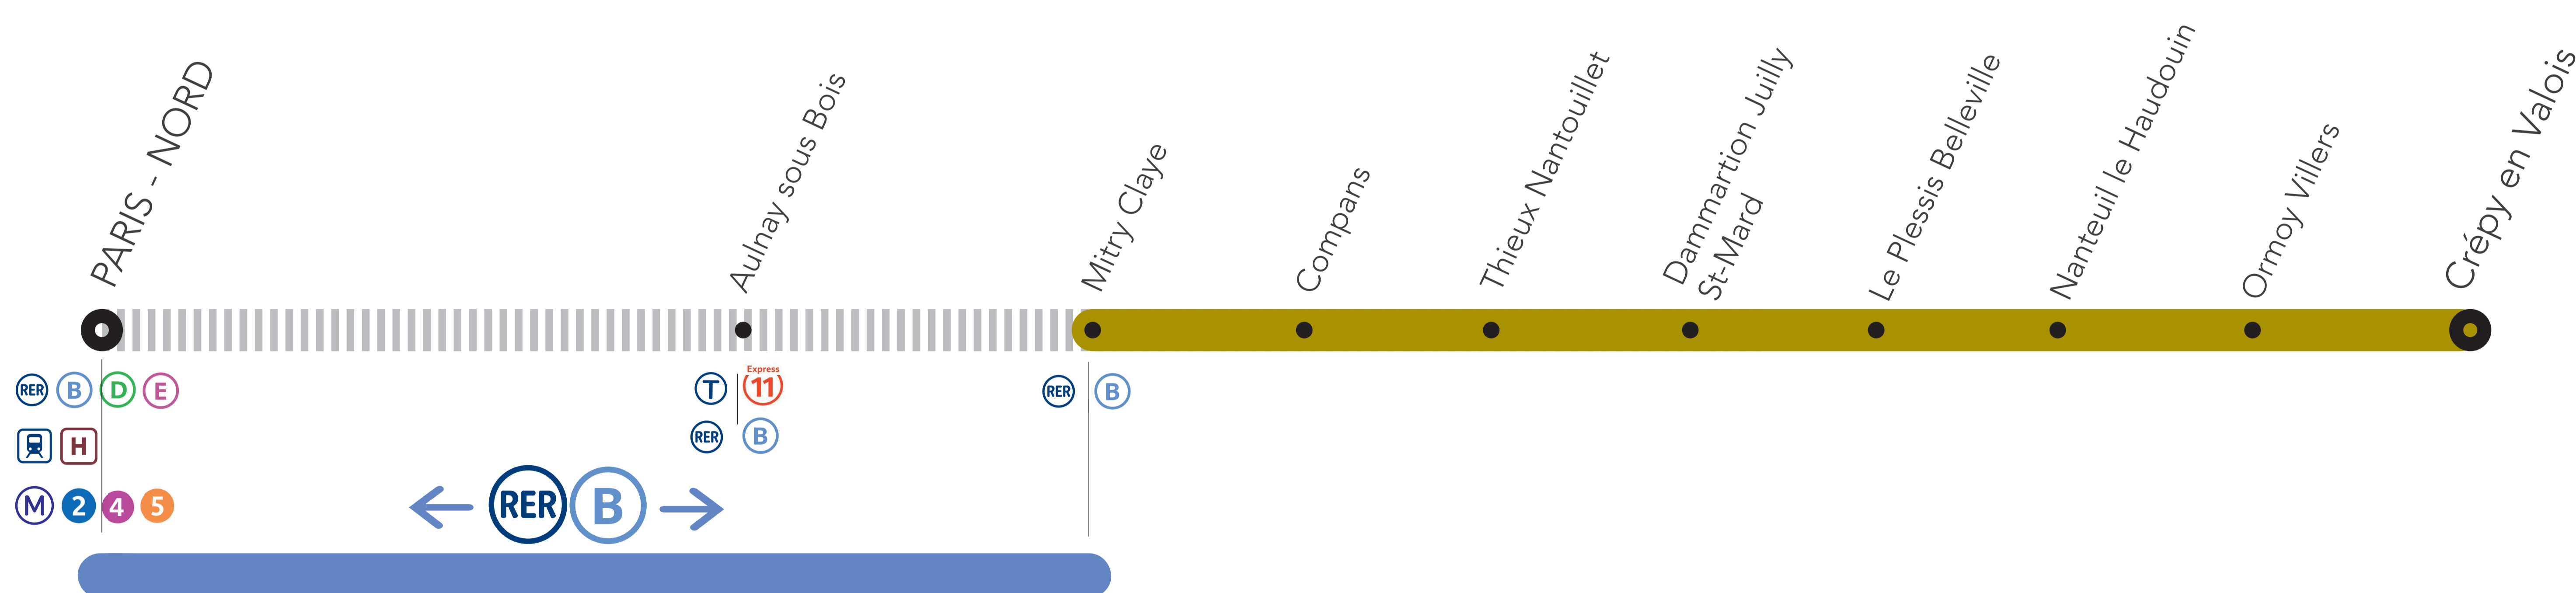 PARIS - NORD
Aulnay sous Bois
Mitry Claye
Compans
Thieux Nantouillet
Dammartion Juilly
St-Mard
Le Plessis Belleville
Nanteuil le Haudouin
Ormoy Villers
Crépy en Valois
RER B D E
H
M 2 4 5
T Express 11
RER B
RER B
RER B